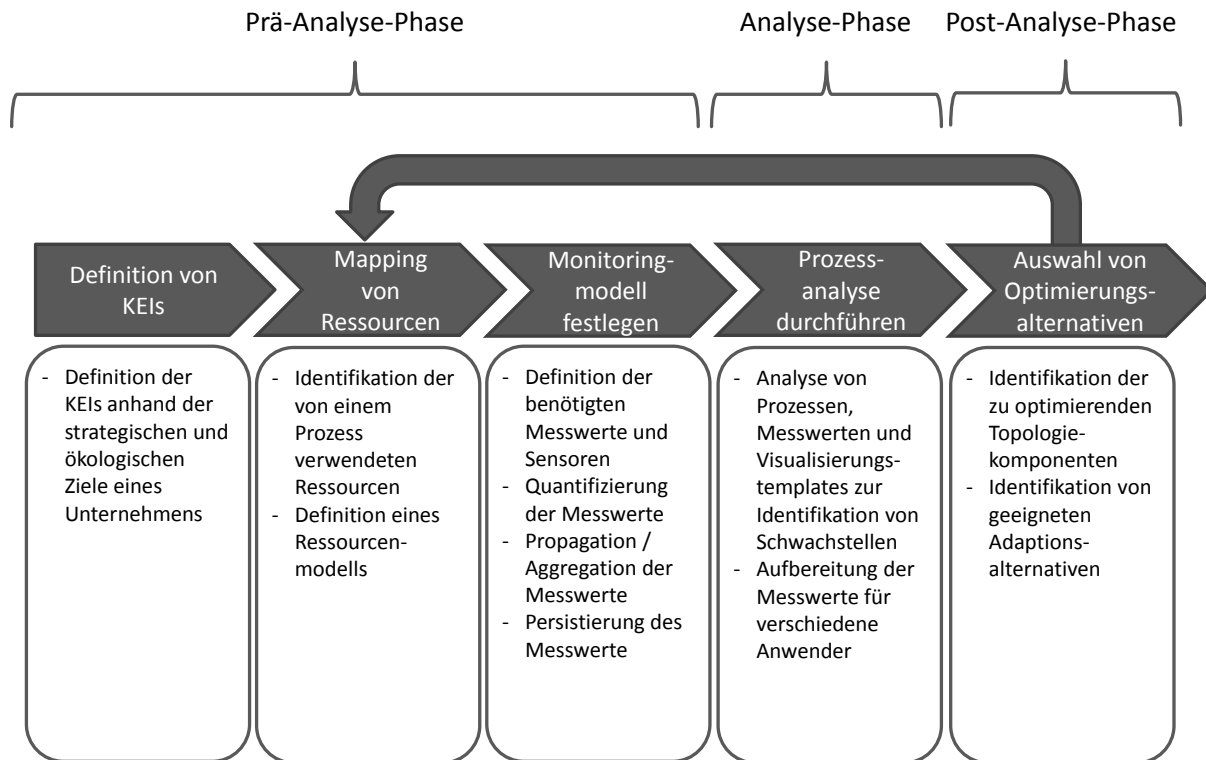 Prä-Analyse-Phase
Analyse-Phase
Post-Analyse-Phase
Definition von
KEIs
Mapping
von
Ressourcen
Monitoring-
modell
festlegen
Prozess-
analyse
durchführen
Auswahl von
Optimierungs-
alternativen
- Definition der
KEIs anhand der
strategischen und
ökologischen
Ziele eines
Unternehmens
- Identifikation der
von einem
Prozess
verwendeten
Ressourcen
- Definition eines
Ressourcen-
modells
- Definition der
benötigten
Messwerte und
Sensoren
- Quantifizierung
der Messwerte
- Propagation /
Aggregation der
Messwerte
- Persistierung des
Messwerte
- Analyse von
Prozessen,
Messwerten und
Visualisierungs-
templates zur
Identifikation von
Schwachstellen
- Aufbereitung der
Messwerte für
verschiedene
Anwender
- Identifikation der
zu optimierenden
Topologie-
komponenten
- Identifikation von
geeigneten
Adaptions-
alternativen